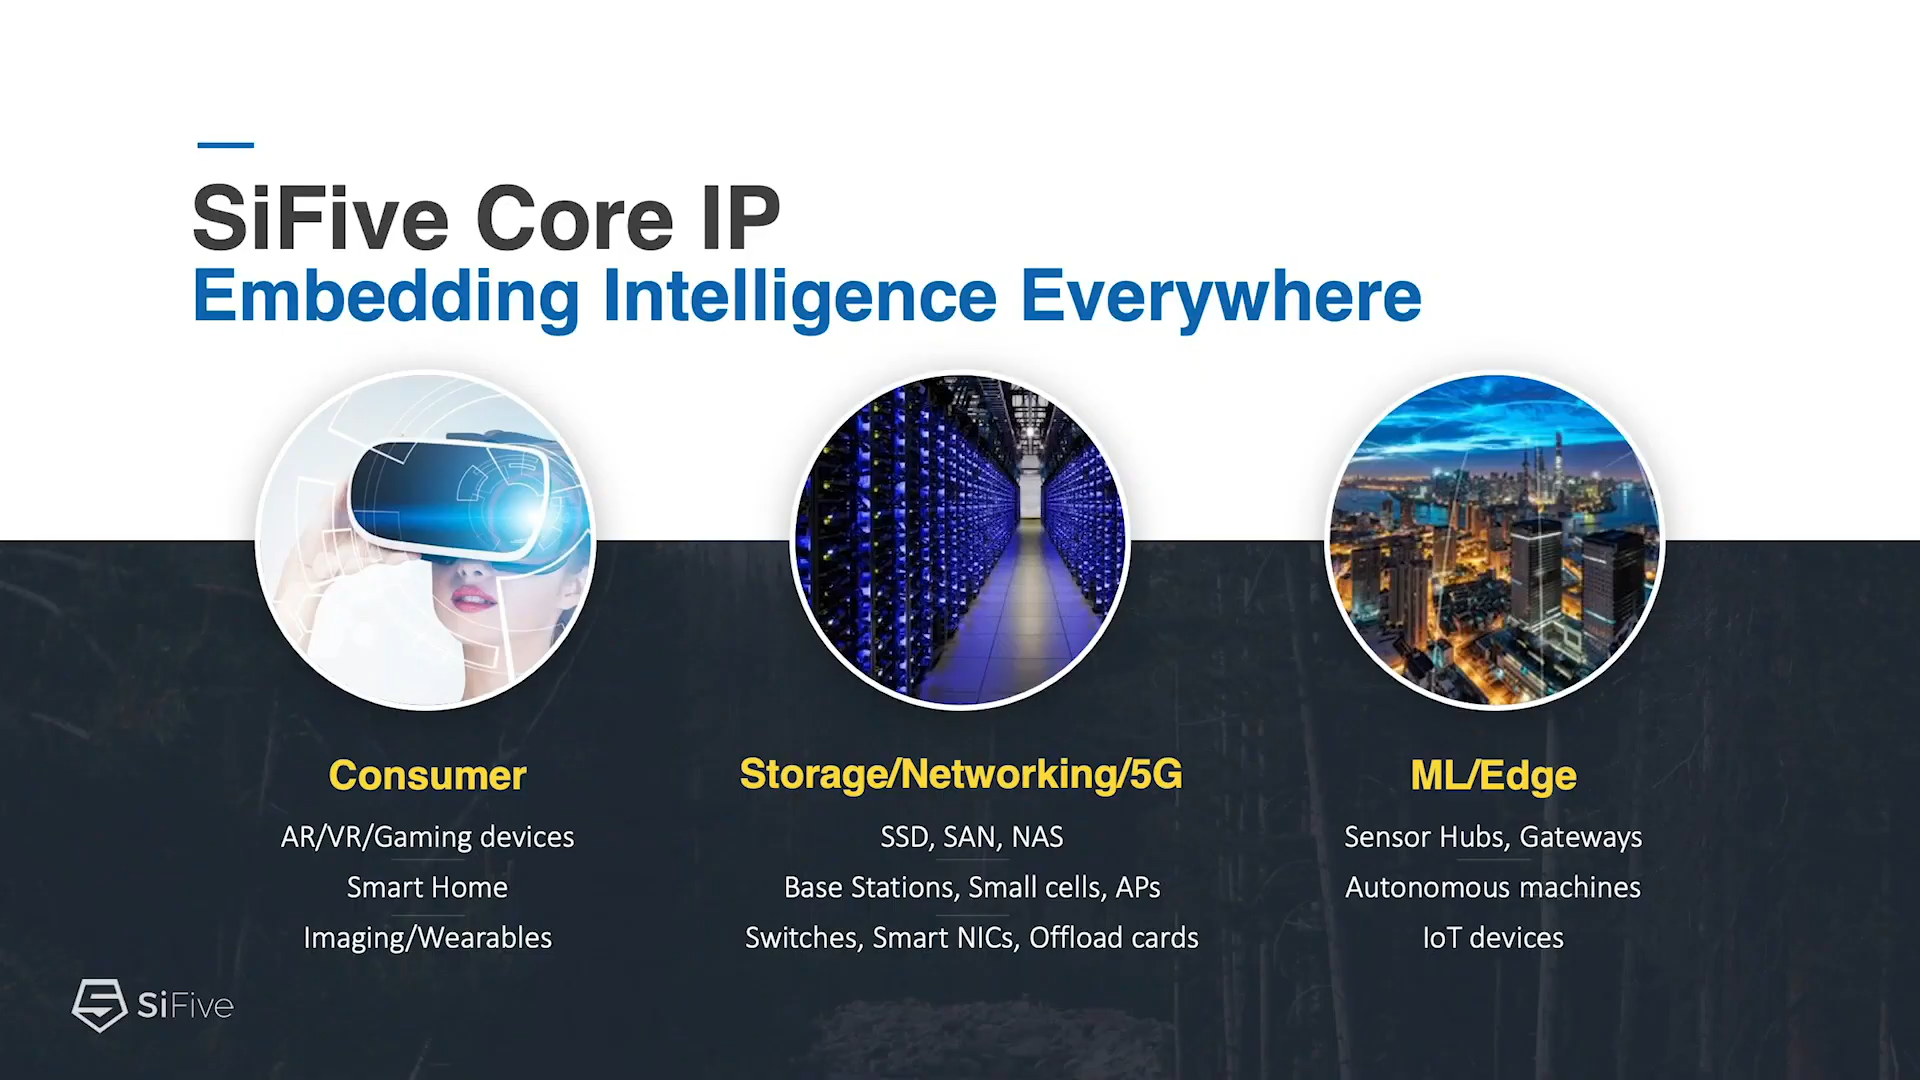 SiFive Core IP
Embedding Intelligence Everywhere
Consumer
AR/VR/Gaming devices
Smart Home
Imaging/Wearables
Storage/Networking/5G
SSD, SAN, NAS
Base Stations, Small cells, APs
Switches, Smart NICs, Offload cards
ML/Edge
Sensor Hubs, Gateways
Autonomous machines
IoT devices
SiFive